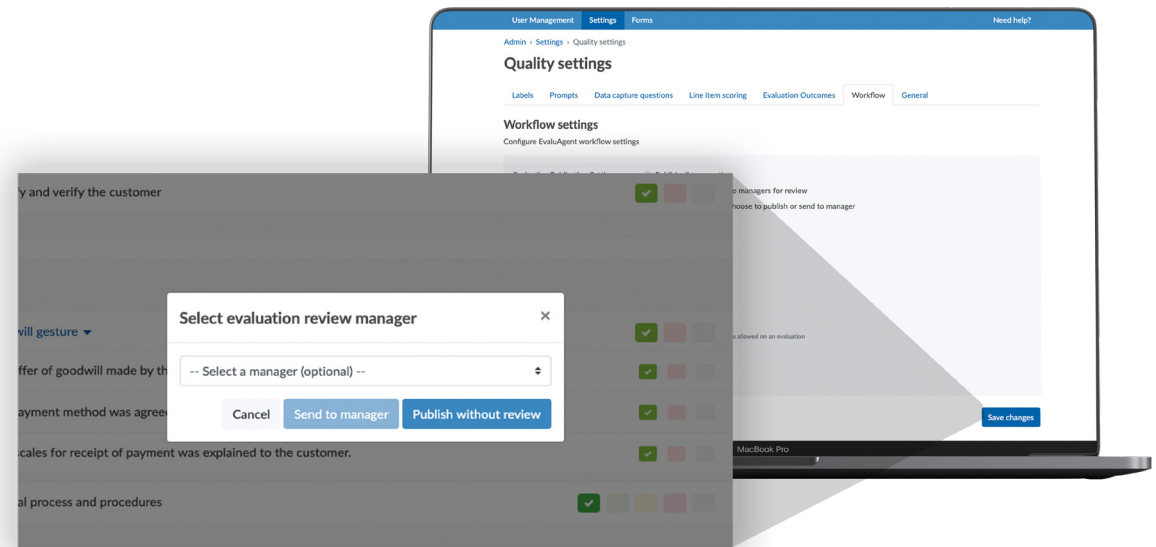 User Management Settings Forms Need help?
Admin › Settings › Quality settings
Quality settings
Labels Prompts Data capture questions Line item scoring Evaluation Outcomes Workflow General
Workflow settings
Configure EvaluAgent workflow settings
managers for review
choose to publish or send to manager
allowed on an evaluation
Save changes
MacBook Pro
y and verify the customer
will gesture
ffer of goodwill made by th
ayment method was agree
cales for receipt of payment was explained to the customer.
al process and procedures
Select evaluation review manager ×
-- Select a manager (optional) --
Cancel Send to manager Publish without review